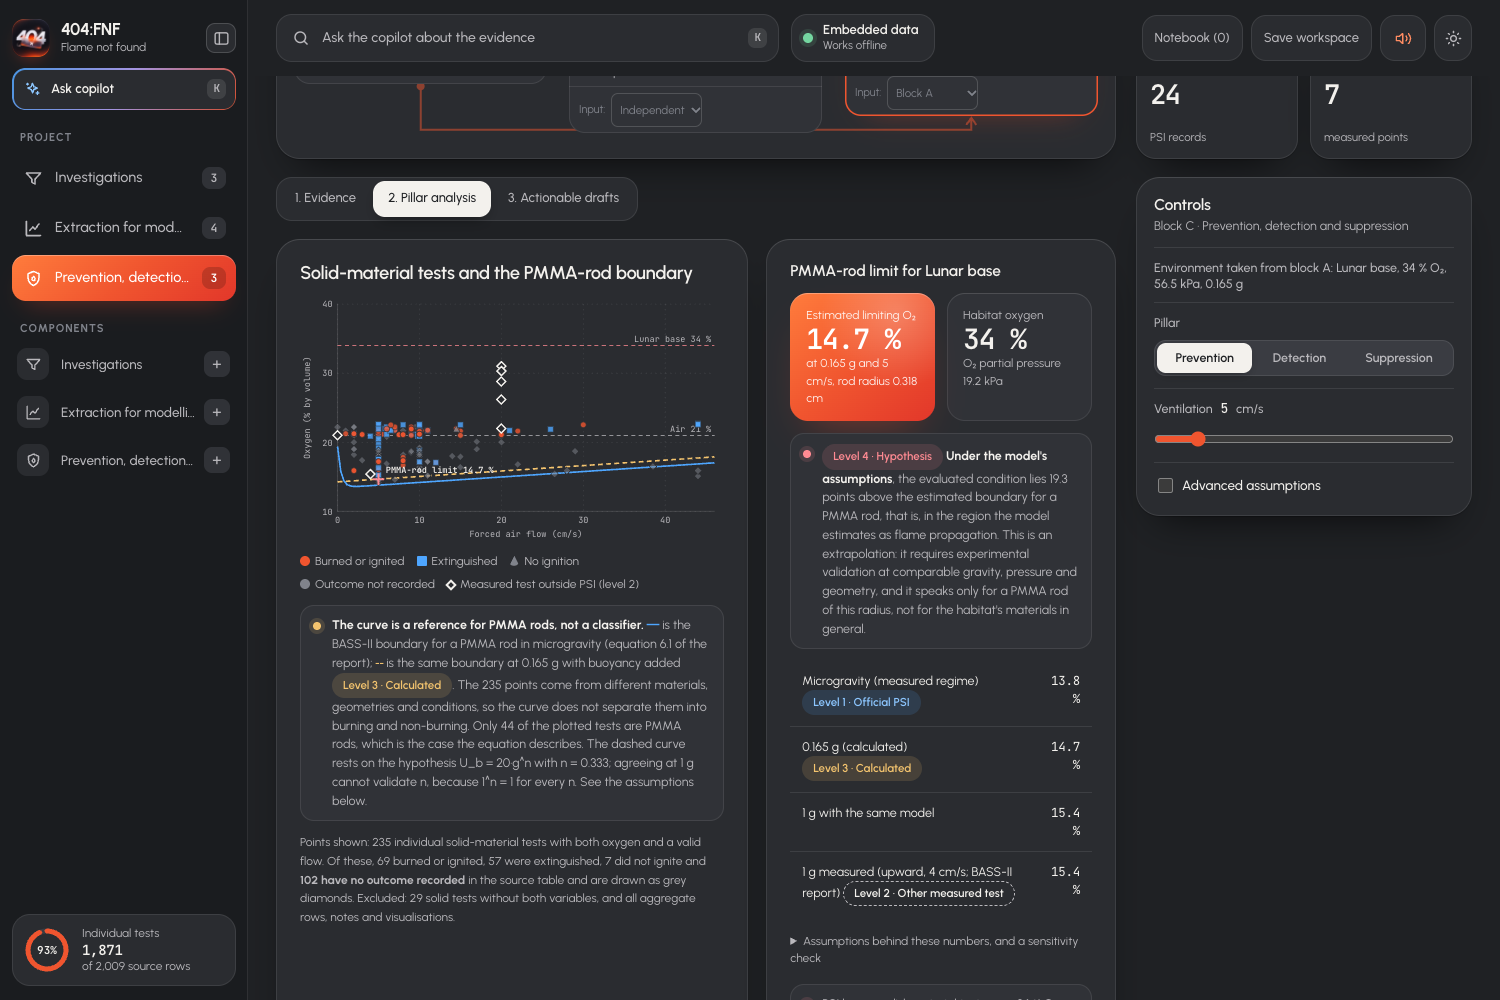 404:FNF
Flame not found
Ask copilot
K
PROJECT
Investigations
3
Extraction for mod...
4
Prevention, detectio...
3
COMPONENTS
Investigations
+
Extraction for modelli...
+
Prevention, detection...
+
93%
Individual tests
1,871
of 2,009 source rows
Ask the copilot about the evidence
K
Embedded data
Works offline
Notebook (0)
Save workspace
Input:
Independent
Input:
Block A
24
PSI records
7
measured points
1. Evidence
2. Pillar analysis
3. Actionable drafts
Solid-material tests and the PMMA-rod boundary
Oxygen (% by volume)
40
30
20
10
Lunar base 34 %
Air 21 %
PMMA-rod limit 14.7 %
0
10
20
30
40
Forced air flow (cm/s)
Burned or ignited
Extinguished
No ignition
Outcome not recorded
Measured test outside PSI (level 2)
The curve is a reference for PMMA rods, not a classifier. — is the
BASS-II boundary for a PMMA rod in microgravity (equation 6.1 of the
report); -- is the same boundary at 0.165 g with buoyancy added
Level 3 · Calculated . The 235 points come from different materials,
geometries and conditions, so the curve does not separate them into
burning and non-burning. Only 44 of the plotted tests are PMMA
rods, which is the case the equation describes. The dashed curve
rests on the hypothesis U_b = 20·g^n with n = 0.333; agreeing at 1 g
cannot validate n, because 1^n = 1 for every n. See the assumptions
below.
Points shown: 235 individual solid-material tests with both oxygen and a valid
flow. Of these, 69 burned or ignited, 57 were extinguished, 7 did not ignite and
102 have no outcome recorded in the source table and are drawn as grey
diamonds. Excluded: 29 solid tests without both variables, and all aggregate
rows, notes and visualisations.
PMMA-rod limit for Lunar base
Estimated limiting O₂
14.7 %
at 0.165 g and 5
cm/s, rod radius 0.318
cm
Habitat oxygen
34 %
O₂ partial pressure
19.2 kPa
Level 4 · Hypothesis Under the model's
assumptions, the evaluated condition lies 19.3
points above the estimated boundary for a
PMMA rod, that is, in the region the model
estimates as flame propagation. This is an
extrapolation: it requires experimental
validation at comparable gravity, pressure and
geometry, and it speaks only for a PMMA rod
of this radius, not for the habitat's materials in
general.
Microgravity (measured regime)
Level 1 · Official PSI
13.8
%
0.165 g (calculated)
Level 3 · Calculated
14.7
%
1 g with the same model
15.4
%
1 g measured (upward, 4 cm/s; BASS-II
report) Level 2 · Other measured test
15.4
%
Assumptions behind these numbers, and a sensitivity
check
Controls
Block C · Prevention, detection and suppression
Environment taken from block A: Lunar base, 34 % O₂,
56.5 kPa, 0.165 g
Pillar
Prevention
Detection
Suppression
Ventilation 5 cm/s
Advanced assumptions